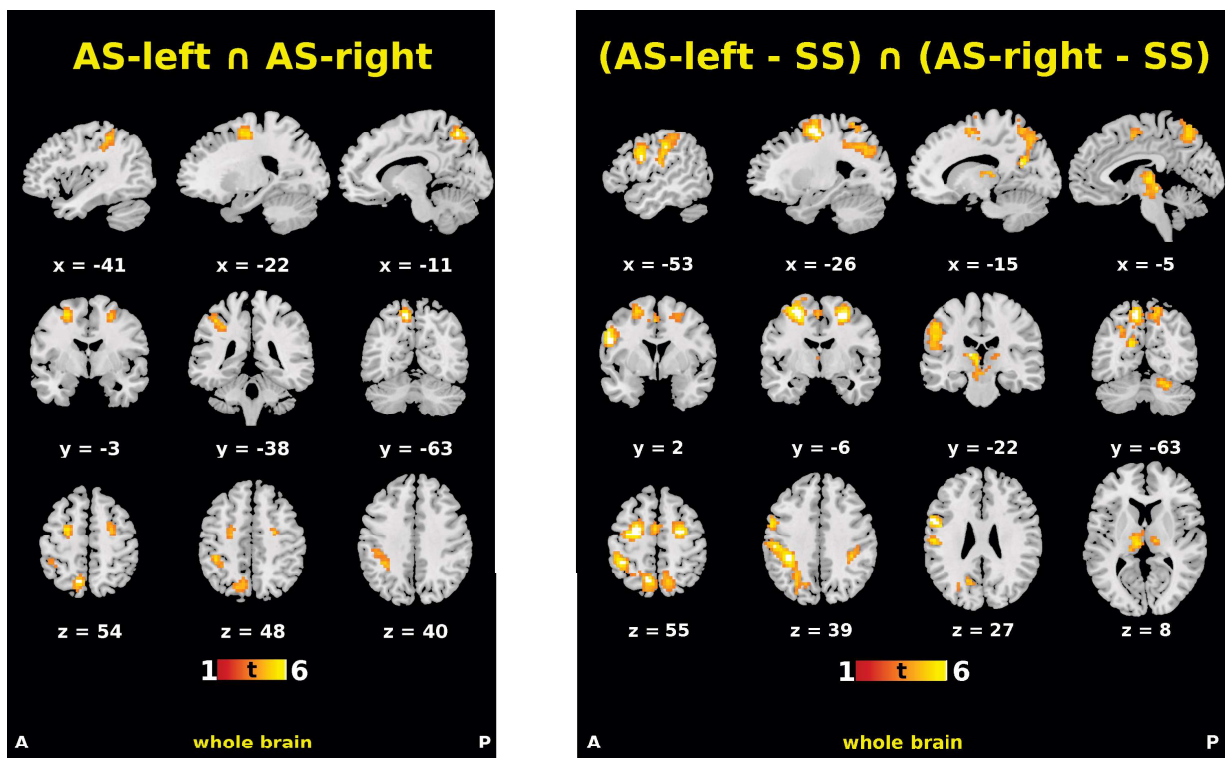 AS-left ∩ AS-right
x = -41 x = -22 x = -11
y = -3 y = -38 y = -63
z = 54 z = 48 z = 40
1 t 6
A whole brain P
(AS-left - SS) ∩ (AS-right - SS)
x = -53 x = -26 x = -15 x = -5
y = 2 y = -6 y = -22 y = -63
z = 55 z = 39 z = 27 z = 8
1 t 6
A whole brain P